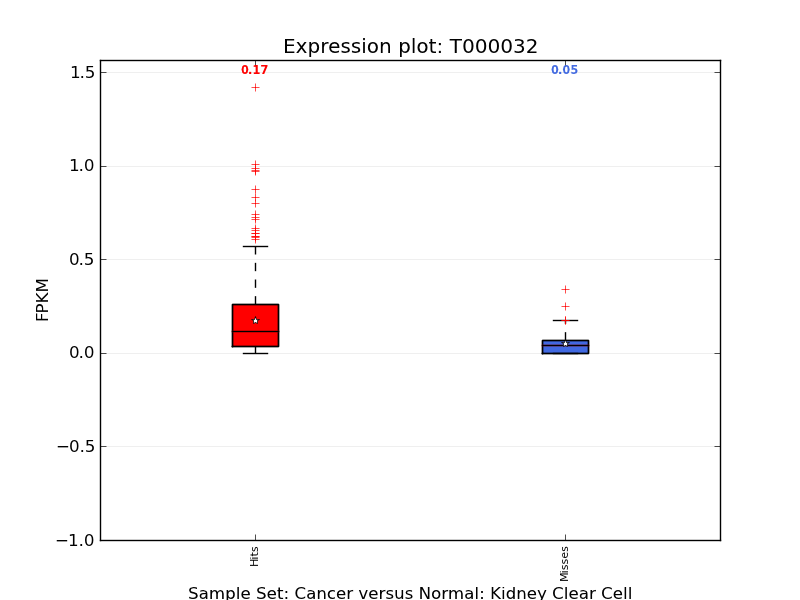 Expression plot: T000032
0.17
0.05
1.5
1.0
0.5
0.0
−0.5
−1.0
FPKM
Hits
Misses
Sample Set: Cancer versus Normal: Kidney Clear Cell